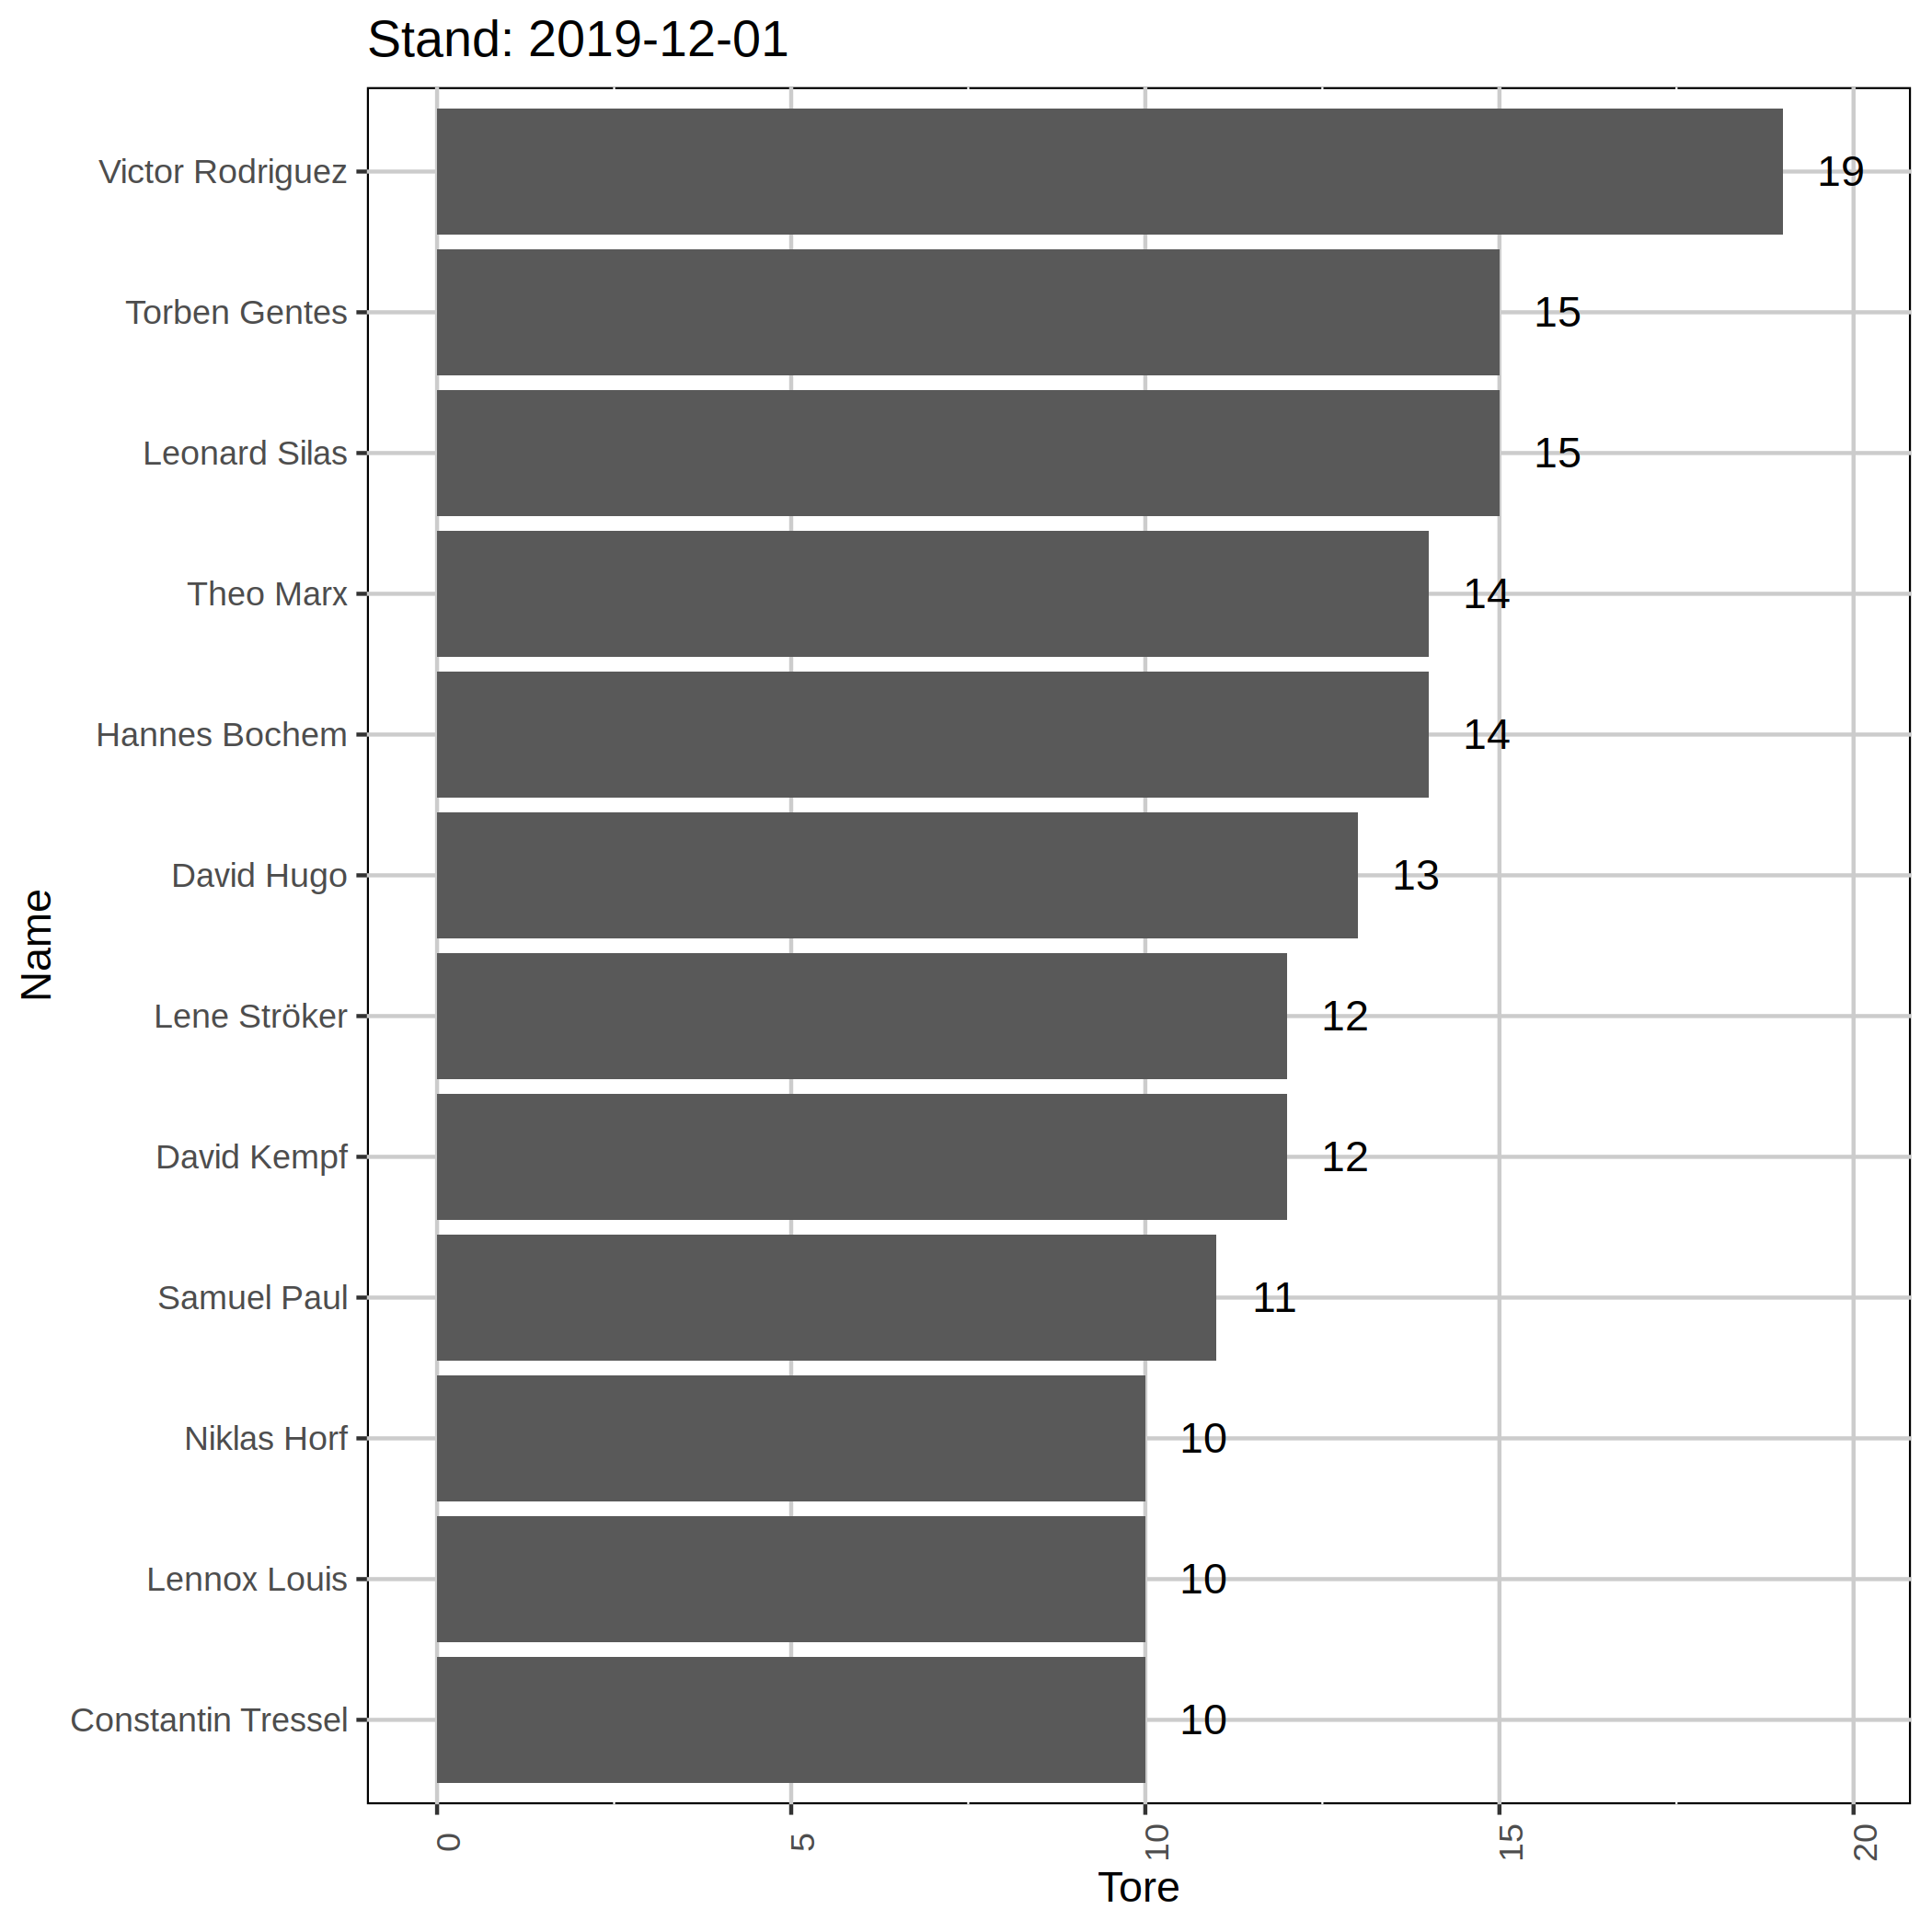 Stand: 2019-12-01
Victor Rodriguez 19
Torben Gentes 15
Leonard Silas 15
Theo Marx 14
Hannes Bochem 14
David Hugo 13
Lene Ströker 12
David Kempf 12
Samuel Paul 11
Niklas Horf 10
Lennox Louis 10
Constantin Tressel 10
Name
0 5 10 15 20
Tore